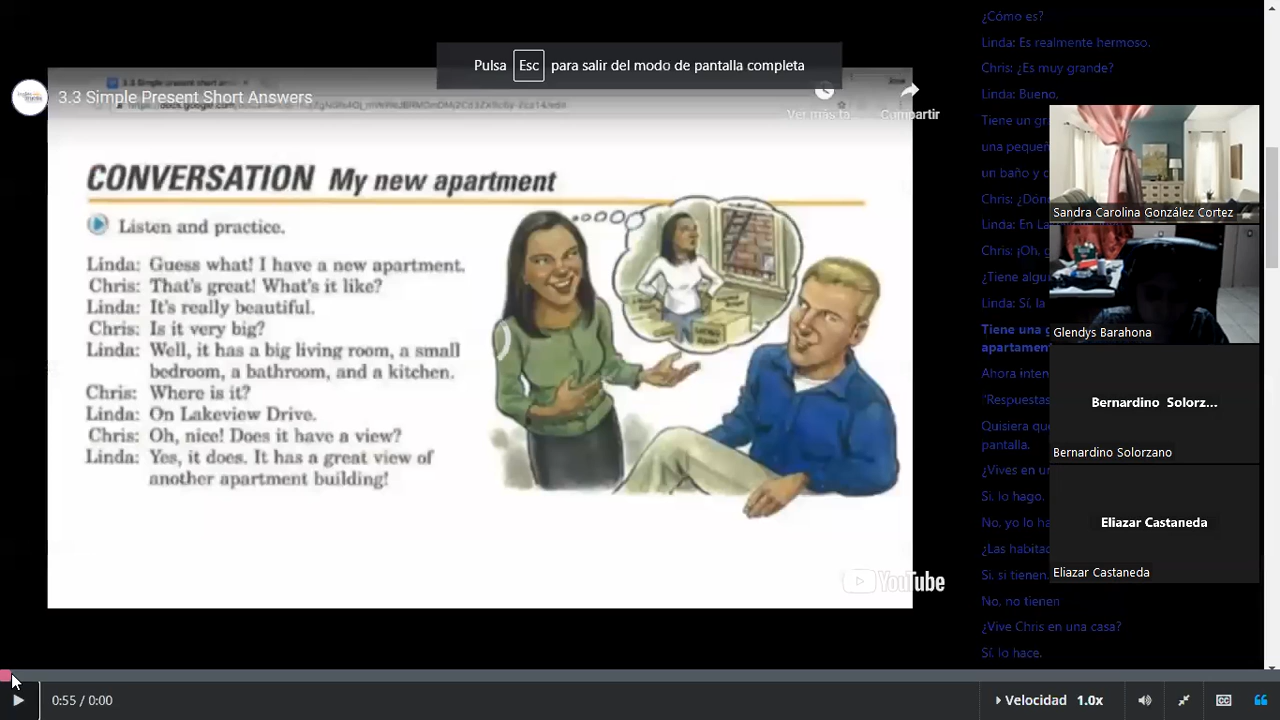 Pulsa Esc para salir del modo de pantalla completa
3.3 Simple Present Short Answers
Ver más ta...
Compartir
CONVERSATION My new apartment
Listen and practice.
Linda: Guess what! I have a new apartment.
Chris: That's great! What's it like?
Linda: It's really beautiful.
Chris: Is it very big?
Linda: Well, it has a big living room, a small
bedroom, a bathroom, and a kitchen.
Chris: Where is it?
Linda: On Lakeview Drive.
Chris: Oh, nice! Does it have a view?
Linda: Yes, it does. It has a great view of
another apartment building!
YouTube
0:55 / 0:00
Velocidad 1.0x
¿Cómo es?
Linda: Es realmente hermoso.
Chris: ¿Es muy grande?
Linda: Bueno,
Tiene un gr
una pequeñ
un baño y c
Chris: ¿Dón
Linda: En La
Chris: ¡Oh, g
¿Tiene algu
Linda: Sí, la
Tiene una g
apartamen
Ahora inten
"Respuestas
Quisiera que
pantalla.
¿Vives en un
Si, lo hago.
No, yo lo ha
¿Las habitac
Si, si tienen.
No, no tienen
¿Vive Chris en una casa?
Sí, lo hace.
Sandra Carolina González Cortez
Glendys Barahona
Bernardino Solorz...
Bernardino Solorzano
Eliazar Castaneda
Eliazar Castaneda